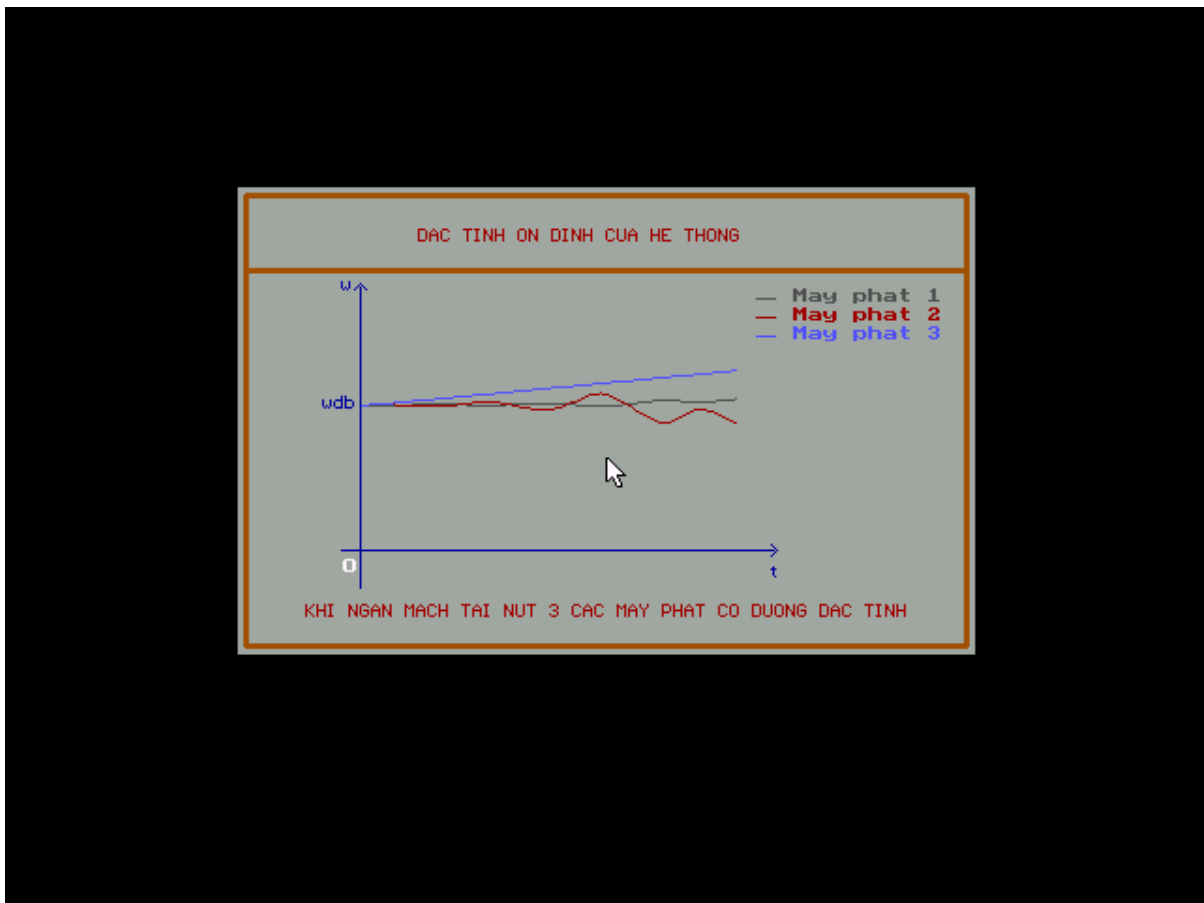 DAC TINH ON DINH CUA HE THONG
w
May phat 1
May phat 2
May phat 3
wdb
O
t
KHI NGAN MACH TAI NUT 3 CAC MAY PHAT CO DUONG DAC TINH